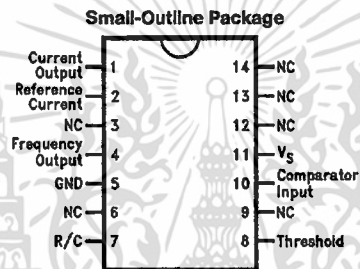 Small-Outline Package
Current
Output
1
Reference
Current
2
NC
3
Frequency
Output
4
GND
5
NC
6
R/C
7
14
NC
13
NC
12
NC
11
VS
10
Comparator
Input
9
NC
8
Threshold